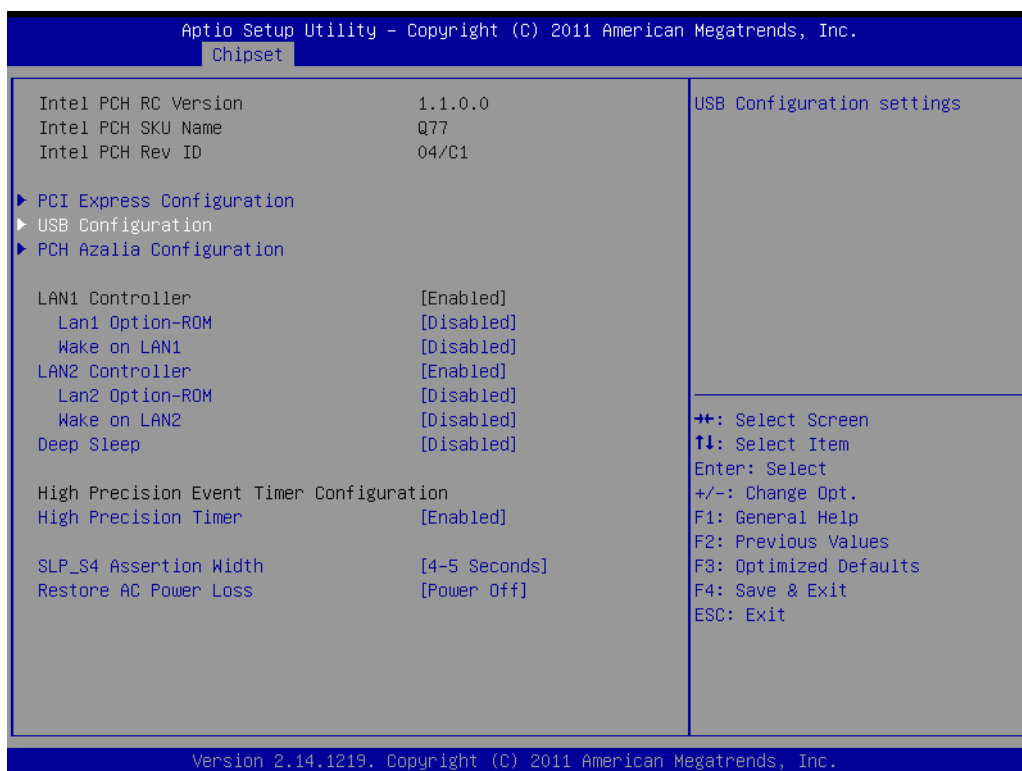 Aptio Setup Utility – Copyright (C) 2011 American Megatrends, Inc.
Chipset
Intel PCH RC Version 1.1.0.0
Intel PCH SKU Name Q77
Intel PCH Rev ID 04/C1
▶ PCI Express Configuration
▶ USB Configuration
▶ PCH Azalia Configuration
LAN1 Controller [Enabled]
Lan1 Option-ROM [Disabled]
Wake on LAN1 [Disabled]
LAN2 Controller [Enabled]
Lan2 Option-ROM [Disabled]
Wake on LAN2 [Disabled]
Deep Sleep [Disabled]
High Precision Event Timer Configuration
High Precision Timer [Enabled]
SLP_S4 Assertion Width [4-5 Seconds]
Restore AC Power Loss [Power Off]
USB Configuration settings
→←: Select Screen
↑↓: Select Item
Enter: Select
+/-: Change Opt.
F1: General Help
F2: Previous Values
F3: Optimized Defaults
F4: Save & Exit
ESC: Exit
Version 2.14.1219. Copyright (C) 2011 American Megatrends, Inc.